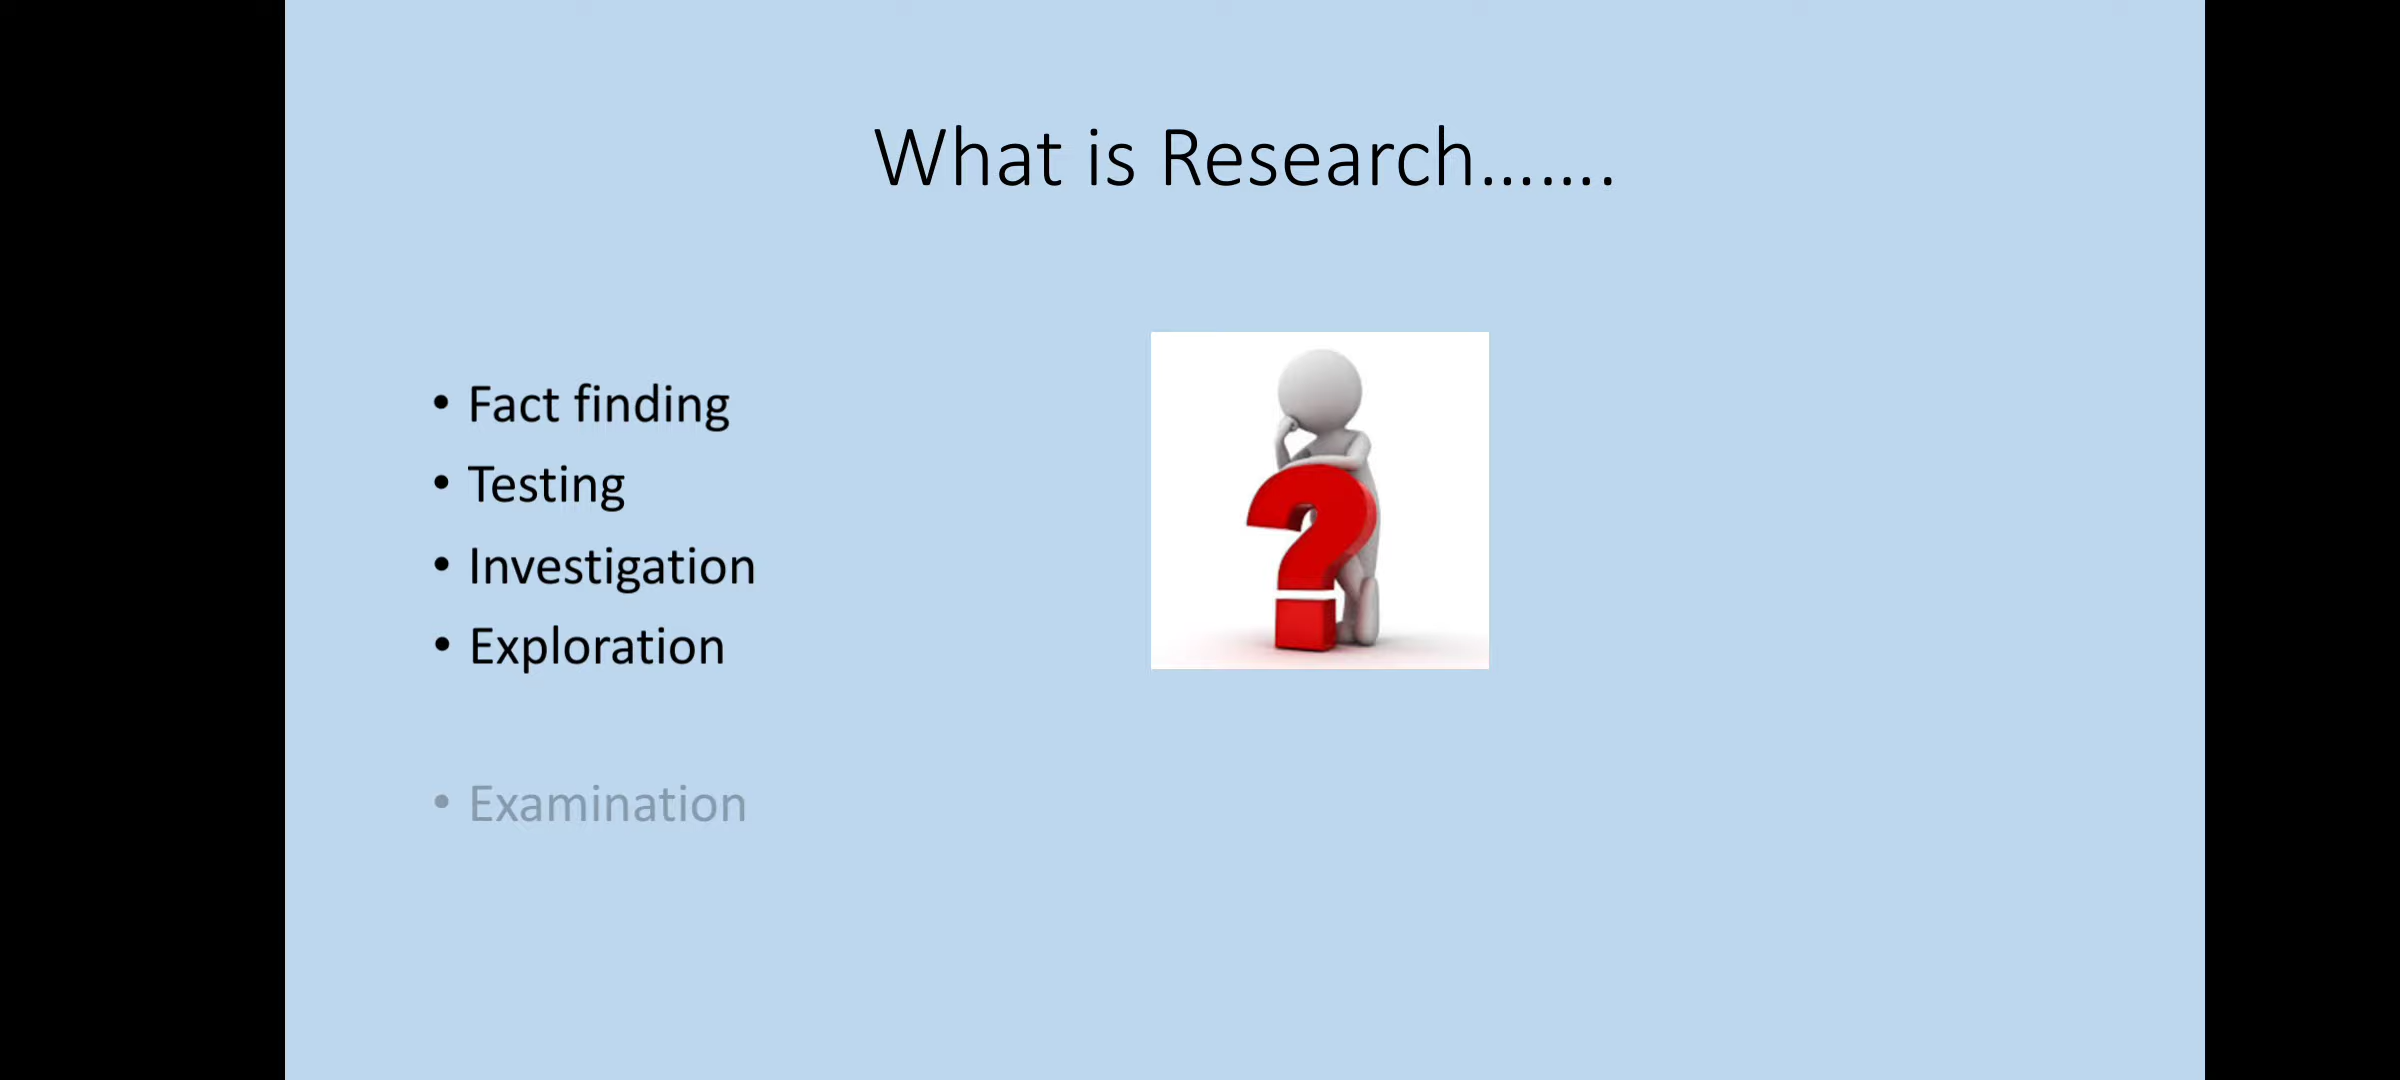 What is Research.......
• Fact finding
• Testing
• Investigation
• Exploration
• Examination